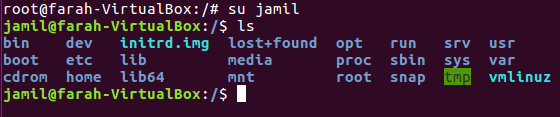 root@farah-VirtualBox:/# su jamil
jamil@farah-VirtualBox:/$ ls
bin dev initrd.img lost+found opt run srv usr
boot etc lib media proc sbin sys var
cdrom home lib64 mnt root snap tmp vmlinuz
jamil@farah-VirtualBox:/$